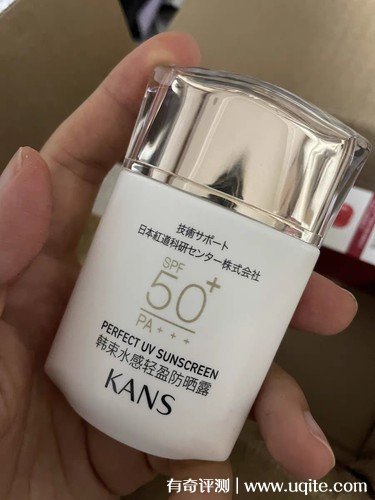 技術サポート
日本紅道科研センター株式会社
SPF
50+
PA+++
PERFECT UV SUNSCREEN
韩束水感轻盈防晒露
KANS
有奇评测 | www.uqite.com